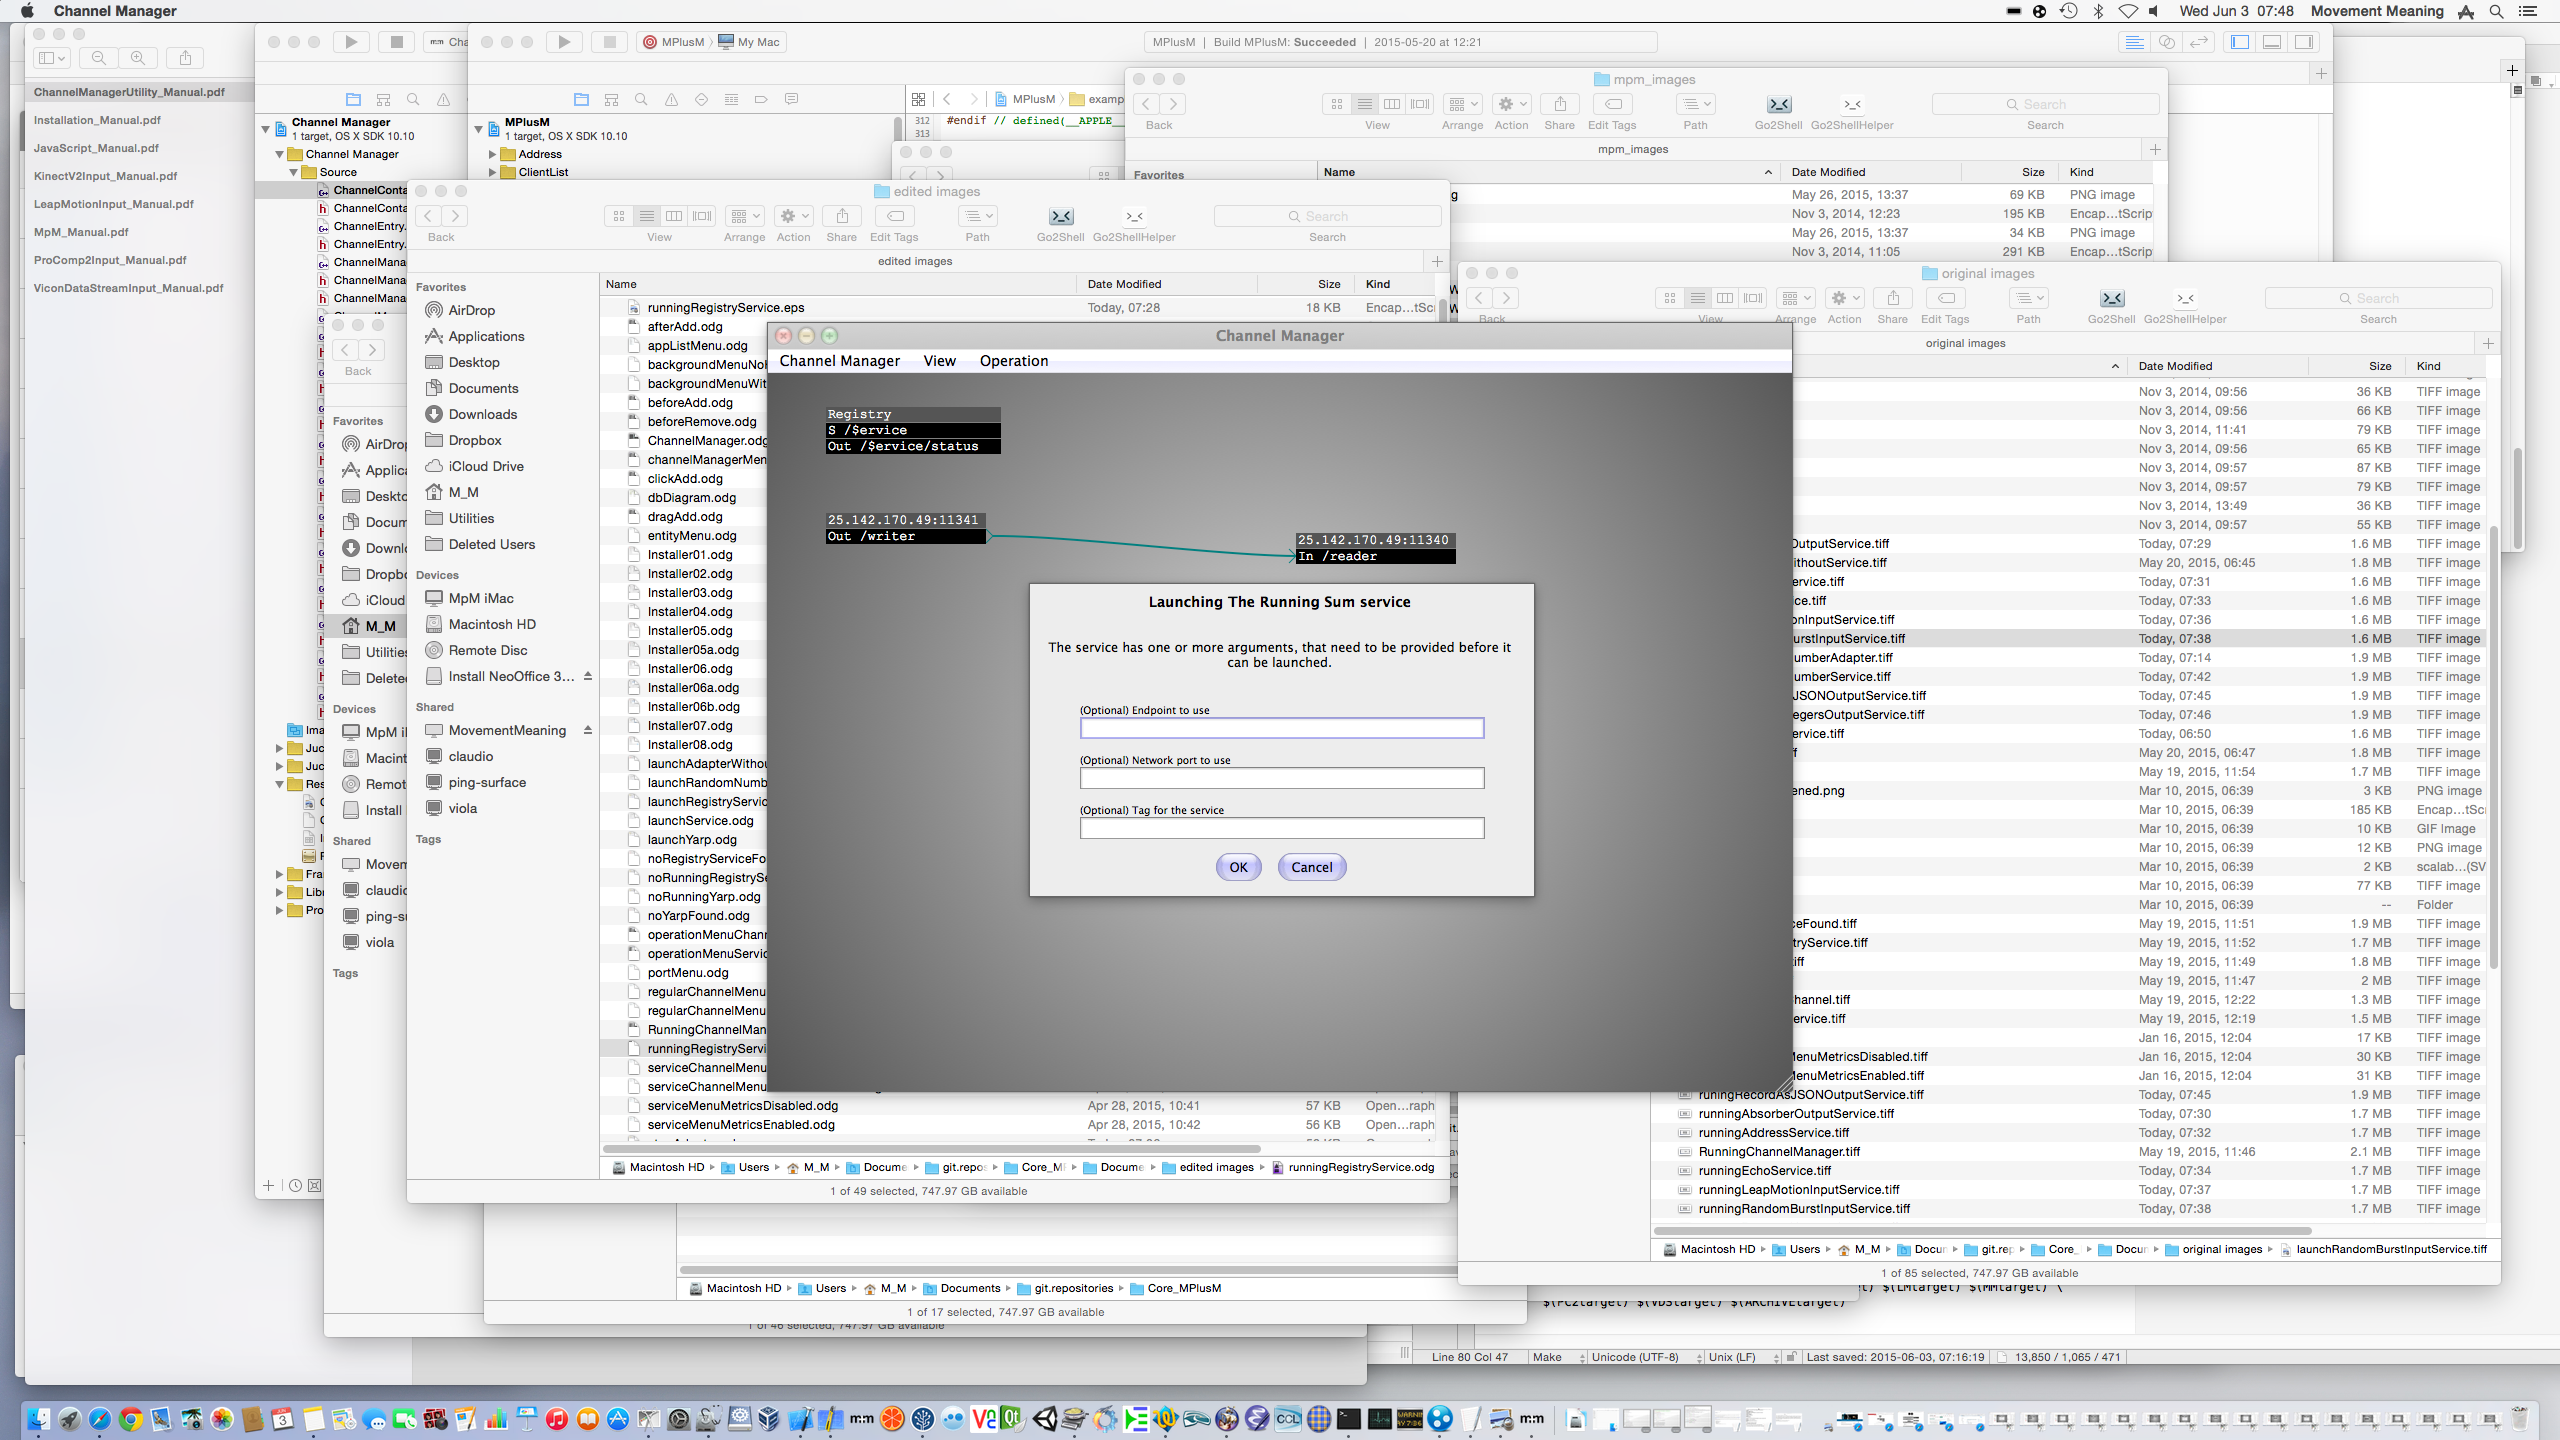 Channel Manager
Wed Jun 3 07:48 Movement Meaning
MPlusM My Mac
MPlusM | Build MPlusM: Succeeded | 2015-05-20 at 12:21
ChannelManagerUtility_Manual.pdf
Installation_Manual.pdf
JavaScript_Manual.pdf
KinectV2Input_Manual.pdf
LeapMotionInput_Manual.pdf
MpM_Manual.pdf
ProComp2Input_Manual.pdf
ViconDataStreamInput_Manual.pdf
Channel Manager
1 target, OS X SDK 10.10
Channel Manager
Source
MPlusM
1 target, OS X SDK 10.10
Address
ClientList
312 #endif // defined(__APPLE__
313
mpm_images
Back View Arrange Action Share Edit Tags Path Go2Shell Go2ShellHelper Search
mpm_images
Favorites Name Date Modified Size Kind
May 26, 2015, 13:37 69 KB PNG image
Nov 3, 2014, 12:23 195 KB Encap...tScrip
May 26, 2015, 13:37 34 KB PNG image
Nov 3, 2014, 11:05 291 KB Encap...tScrip
edited images
Back View Arrange Action Share Edit Tags Path Go2Shell Go2ShellHelper Search
edited images
Favorites
AirDrop
Applications
Desktop
Documents
Downloads
Dropbox
iCloud Drive
M_M
Utilities
Deleted Users
Devices
MpM iMac
Macintosh HD
Remote Disc
Install NeoOffice 3...
Shared
MovementMeaning
claudio
ping-surface
viola
Tags
Name Date Modified Size Kind
runningRegistryService.eps Today, 07:28 18 KB Encap...tSc
afterAdd.odg
appListMenu.odg
beforeAdd.odg
beforeRemove.odg
ChannelManager.odg
clickAdd.odg
dbDiagram.odg
dragAdd.odg
entityMenu.odg
Installer01.odg
Installer02.odg
Installer03.odg
Installer04.odg
Installer05.odg
Installer05a.odg
Installer06.odg
Installer06a.odg
Installer06b.odg
Installer07.odg
Installer08.odg
launchService.odg
launchYarp.odg
noRunningYarp.odg
noYarpFound.odg
portMenu.odg
serviceMenuMetricsDisabled.odg Apr 28, 2015, 10:41 57 KB Open...raph
serviceMenuMetricsEnabled.odg Apr 28, 2015, 10:42 56 KB Open...raph
Macintosh HD Users M_M Docume git.repos Core_M Docume edited images runningRegistryService.odg
1 of 49 selected, 747.97 GB available
Channel Manager
Channel Manager View Operation
Registry
S /$ervice
Out /$ervice/status
25.142.170.49:11341
Out /writer
25.142.170.49:11340
In /reader
Launching The Running Sum service
The service has one or more arguments, that need to be provided before it
can be launched.
(Optional) Endpoint to use
(Optional) Network port to use
(Optional) Tag for the service
OK Cancel
original images
Back View Arrange Action Share Edit Tags Path Go2Shell Go2ShellHelper Search
original images
Date Modified Size Kind
Nov 3, 2014, 09:56 36 KB TIFF image
Nov 3, 2014, 09:56 66 KB TIFF image
Nov 3, 2014, 11:41 79 KB TIFF image
Nov 3, 2014, 09:56 65 KB TIFF image
Nov 3, 2014, 09:57 87 KB TIFF image
Nov 3, 2014, 09:57 79 KB TIFF image
Nov 3, 2014, 13:49 36 KB TIFF image
Nov 3, 2014, 09:57 55 KB TIFF image
OutputService.tiff Today, 07:29 1.6 MB TIFF image
ithoutService.tiff May 20, 2015, 06:45 1.8 MB TIFF image
ervice.tiff Today, 07:31 1.6 MB TIFF image
ce.tiff Today, 07:33 1.6 MB TIFF image
onInputService.tiff Today, 07:36 1.6 MB TIFF image
urstInputService.tiff Today, 07:38 1.6 MB TIFF image
umberAdapter.tiff Today, 07:14 1.9 MB TIFF image
umberService.tiff Today, 07:42 1.9 MB TIFF image
JSONOutputService.tiff Today, 07:45 1.9 MB TIFF image
egersOutputService.tiff Today, 07:46 1.9 MB TIFF image
ervice.tiff Today, 06:50 1.6 MB TIFF image
May 20, 2015, 06:47 1.8 MB TIFF image
May 19, 2015, 11:54 1.7 MB TIFF image
ened.png Mar 10, 2015, 06:39 3 KB PNG image
Mar 10, 2015, 06:39 185 KB Encap...tSc
Mar 10, 2015, 06:39 10 KB GIF Image
Mar 10, 2015, 06:39 12 KB PNG image
Mar 10, 2015, 06:39 2 KB scalab...(SV
Mar 10, 2015, 06:39 77 KB TIFF image
Mar 10, 2015, 06:39 -- Folder
ceFound.tiff May 19, 2015, 11:51 1.9 MB TIFF image
tryService.tiff May 19, 2015, 11:52 1.7 MB TIFF image
iff May 19, 2015, 11:49 1.8 MB TIFF image
May 19, 2015, 11:47 2 MB TIFF image
hannel.tiff May 19, 2015, 12:22 1.3 MB TIFF image
ervice.tiff May 19, 2015, 12:19 1.5 MB TIFF image
Jan 16, 2015, 12:04 17 KB TIFF image
MenuMetricsDisabled.tiff Jan 16, 2015, 12:04 30 KB TIFF image
MenuMetricsEnabled.tiff Jan 16, 2015, 12:04 31 KB TIFF image
runingRecordAsJSONOutputService.tiff Today, 07:45 1.9 MB TIFF image
runningAbsorberOutputService.tiff Today, 07:30 1.7 MB TIFF image
runningAddressService.tiff Today, 07:32 1.7 MB TIFF image
RunningChannelManager.tiff May 19, 2015, 11:46 2.1 MB TIFF image
runningEchoService.tiff Today, 07:34 1.7 MB TIFF image
runningLeapMotionInputService.tiff Today, 07:37 1.7 MB TIFF image
runningRandomBurstInputService.tiff Today, 07:38 1.7 MB TIFF image
Macintosh HD Users M_M Docur git.rep Core_ Docur original images launchRandomBurstInputService.tiff
1 of 85 selected, 747.97 GB available
Macintosh HD Users M_M Documents git.repositories Core_MPlusM
1 of 17 selected, 747.97 GB available
1 of 46 selected, 747.97 GB available
$(LMtarget) $(MMtarget) \
$(PC2target) $(VDStarget) $(ARCHIVEtarget)
Line 80 Col 47 Make Unicode (UTF-8) Unix (LF) Last saved: 2015-06-03, 07:16:19 13,850 / 1,065 / 471